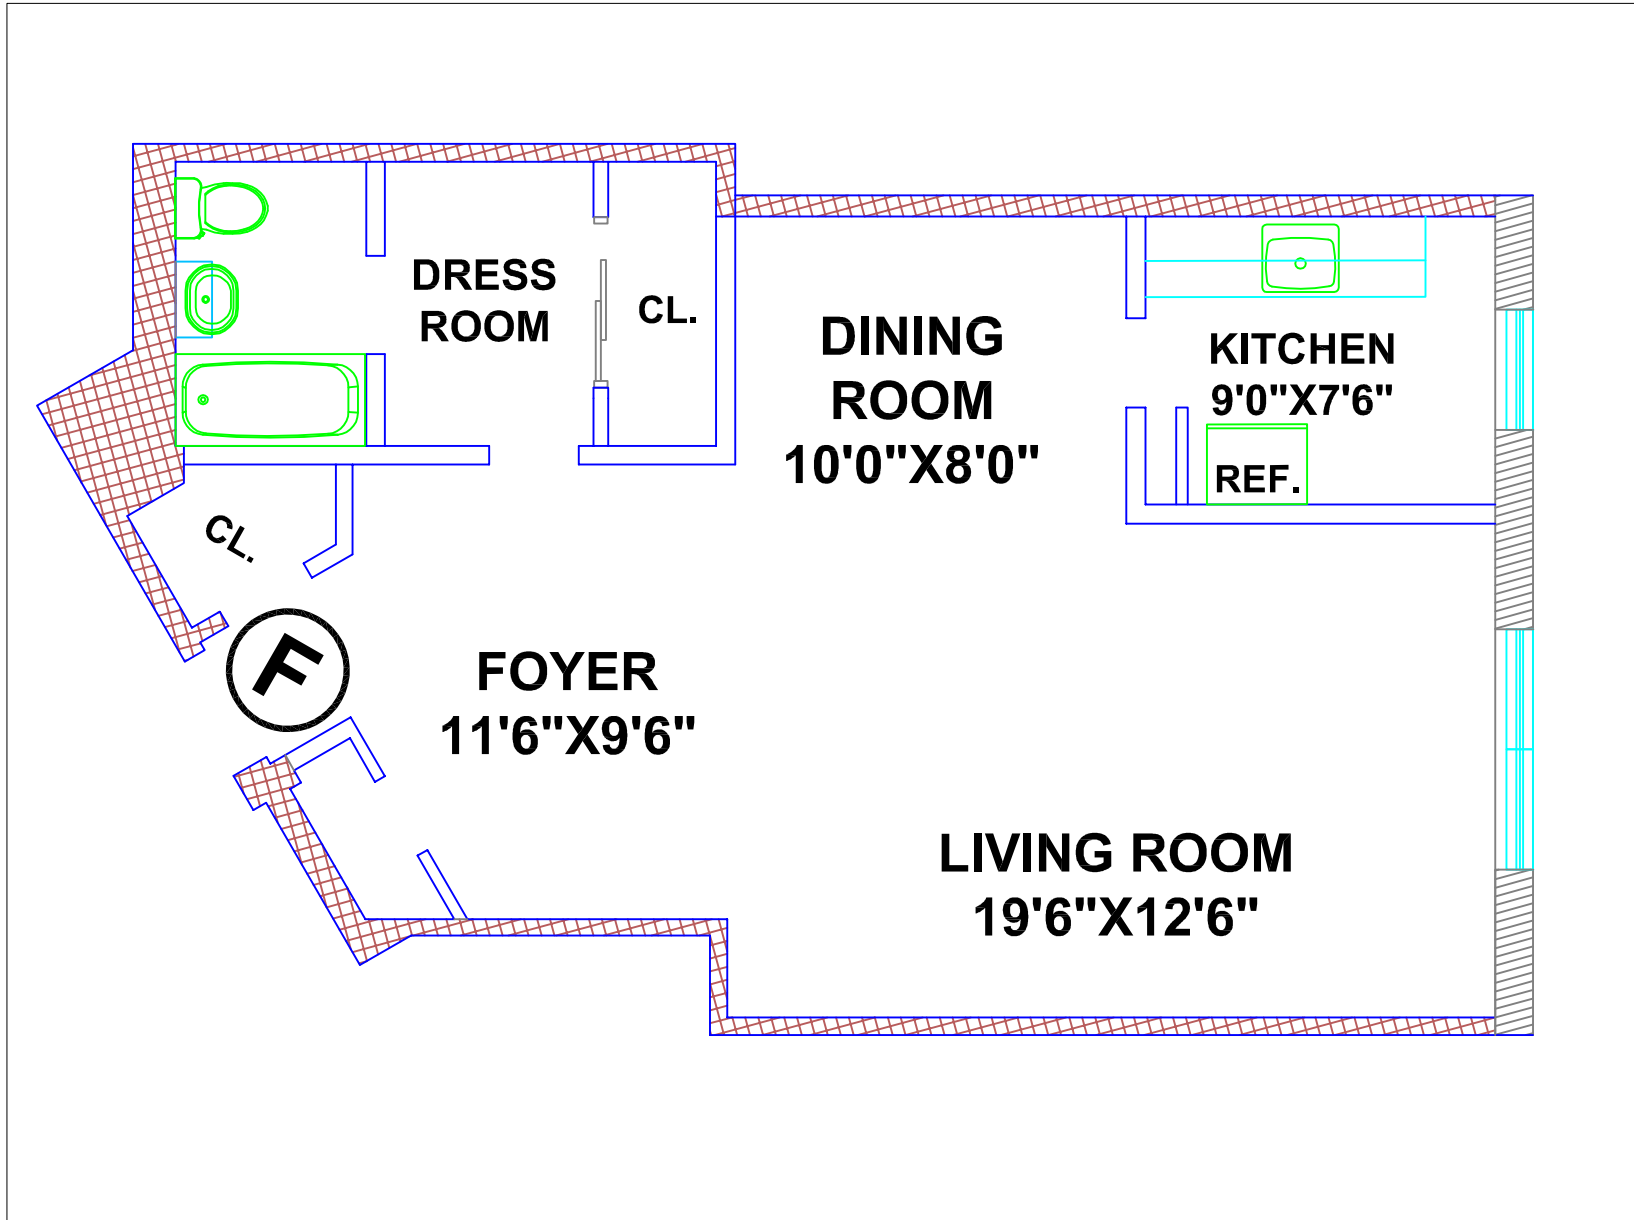 DRESS
ROOM
CL.
DINING
ROOM
10'0"X8'0"
KITCHEN
9'0"X7'6"
REF.
CL.
F
FOYER
11'6"X9'6"
LIVING ROOM
19'6"X12'6"